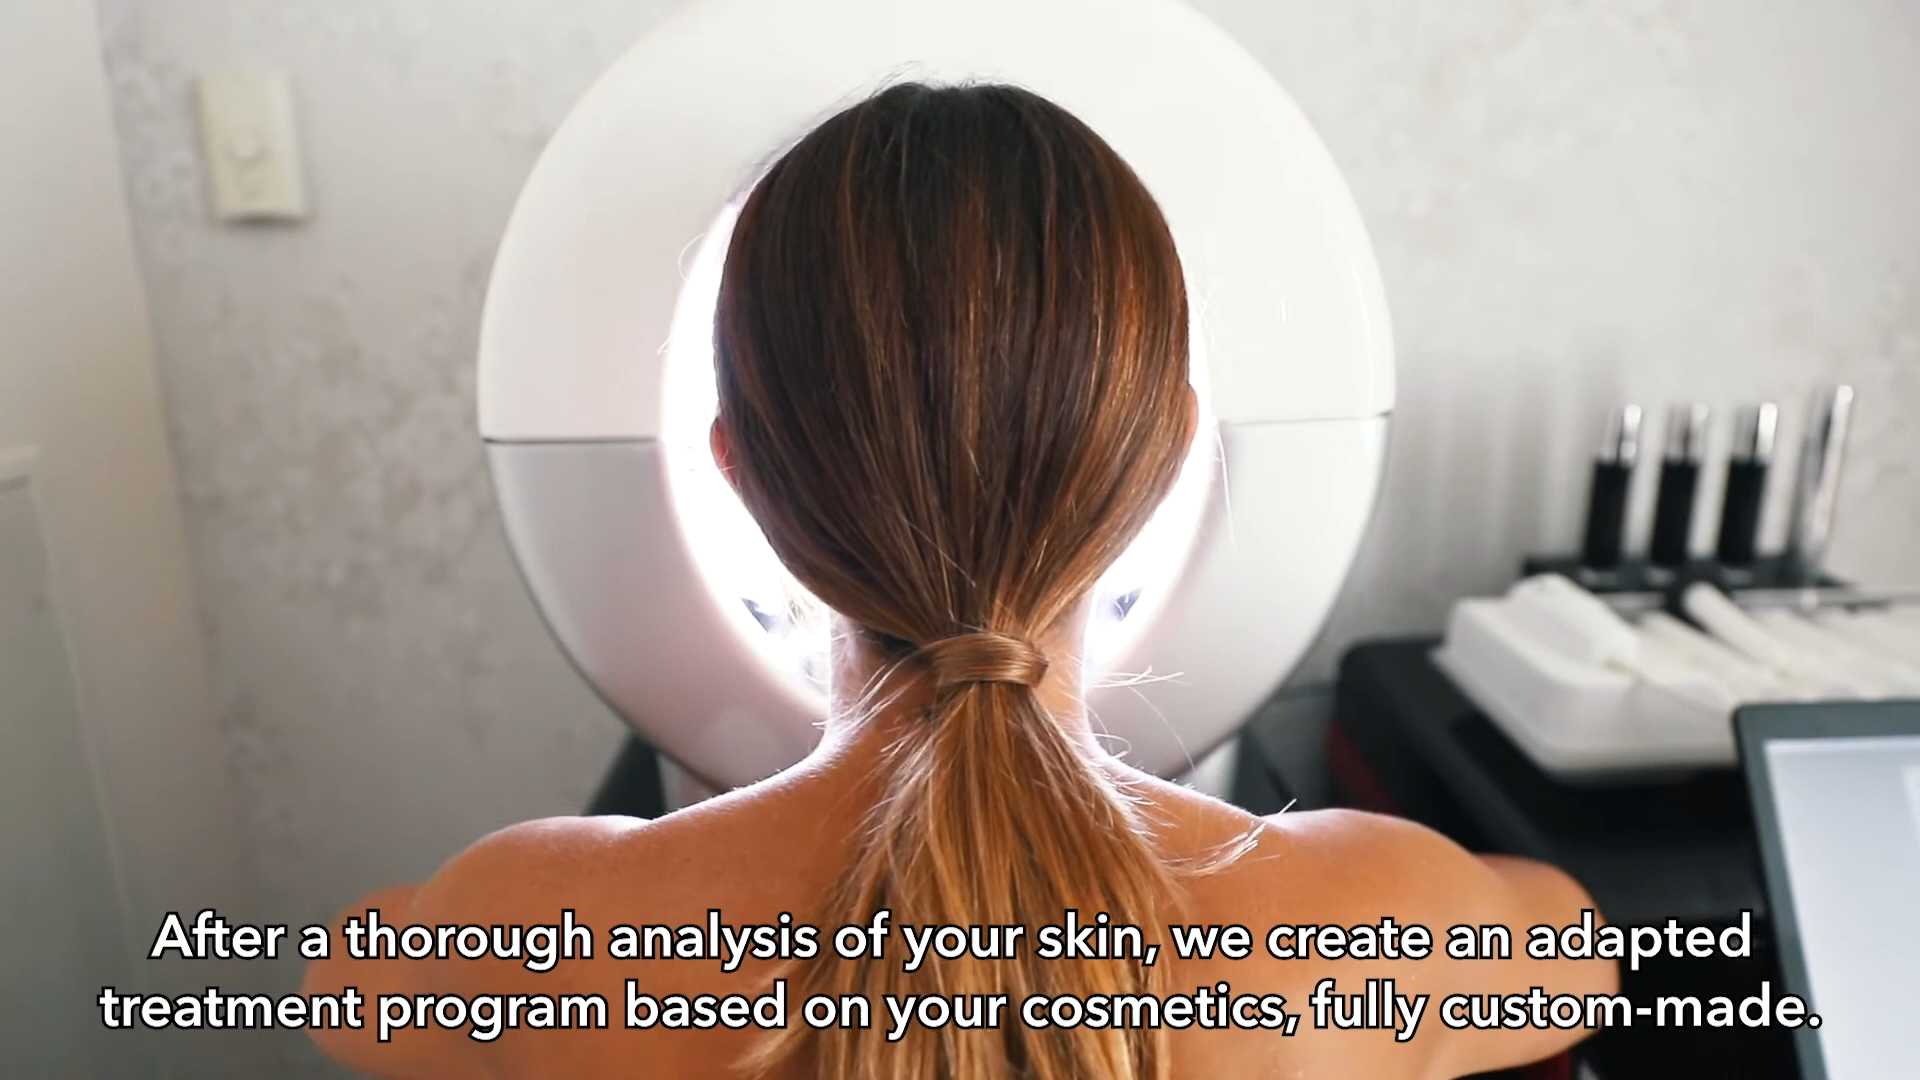 After a thorough analysis of your skin, we create an adapted
treatment program based on your cosmetics, fully custom-made.